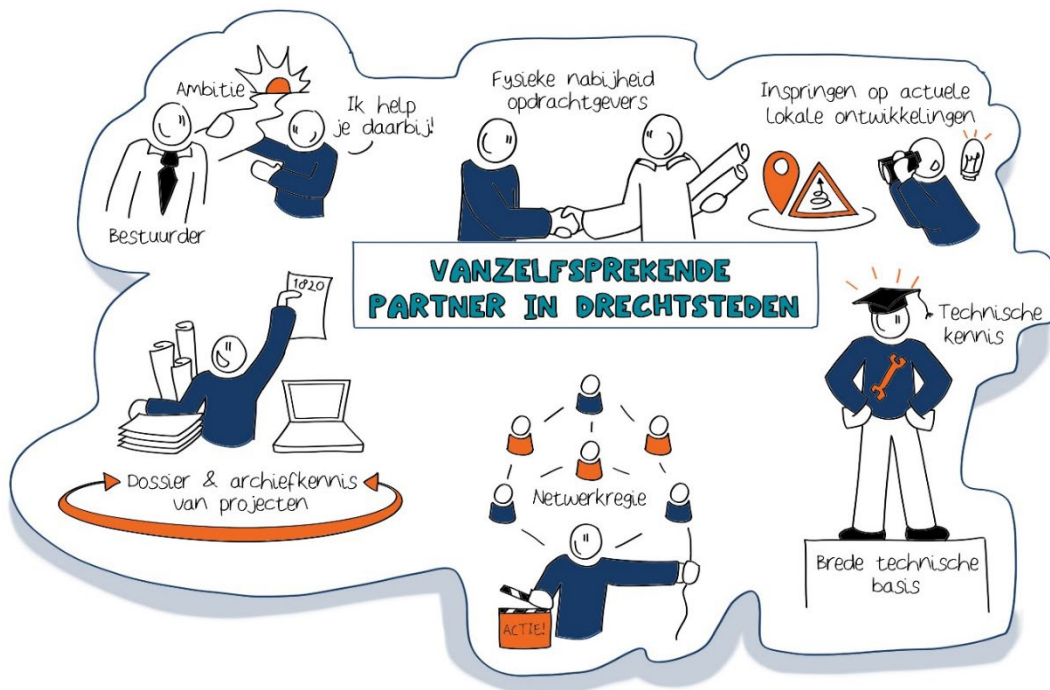 Ambitie
Ik help
je daarbij!
Bestuurder
Fysieke nabijheid
opdrachtgevers
Inspringen op actuele
lokale ontwikkelingen
VANZELFSPREKENDE
PARTNER IN DRECHTSTEDEN
1820
Dossier & archiefkennis
van projecten
Netwerkregie
ACTIE!
Technische
kennis
Brede technische
basis